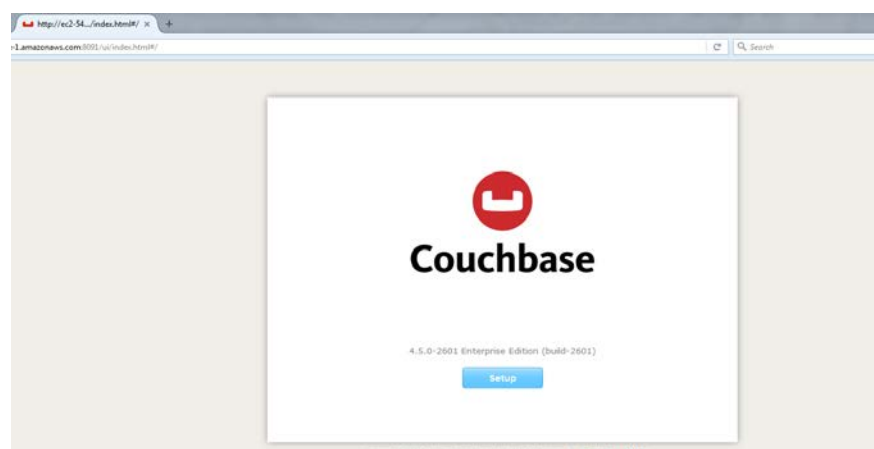 http://ec2-54.../index.html#/ × +
-1.amazonaws.com:8091/ui/index.html#/
Search
Couchbase
4.5.0-2601 Enterprise Edition (build-2601)
Setup